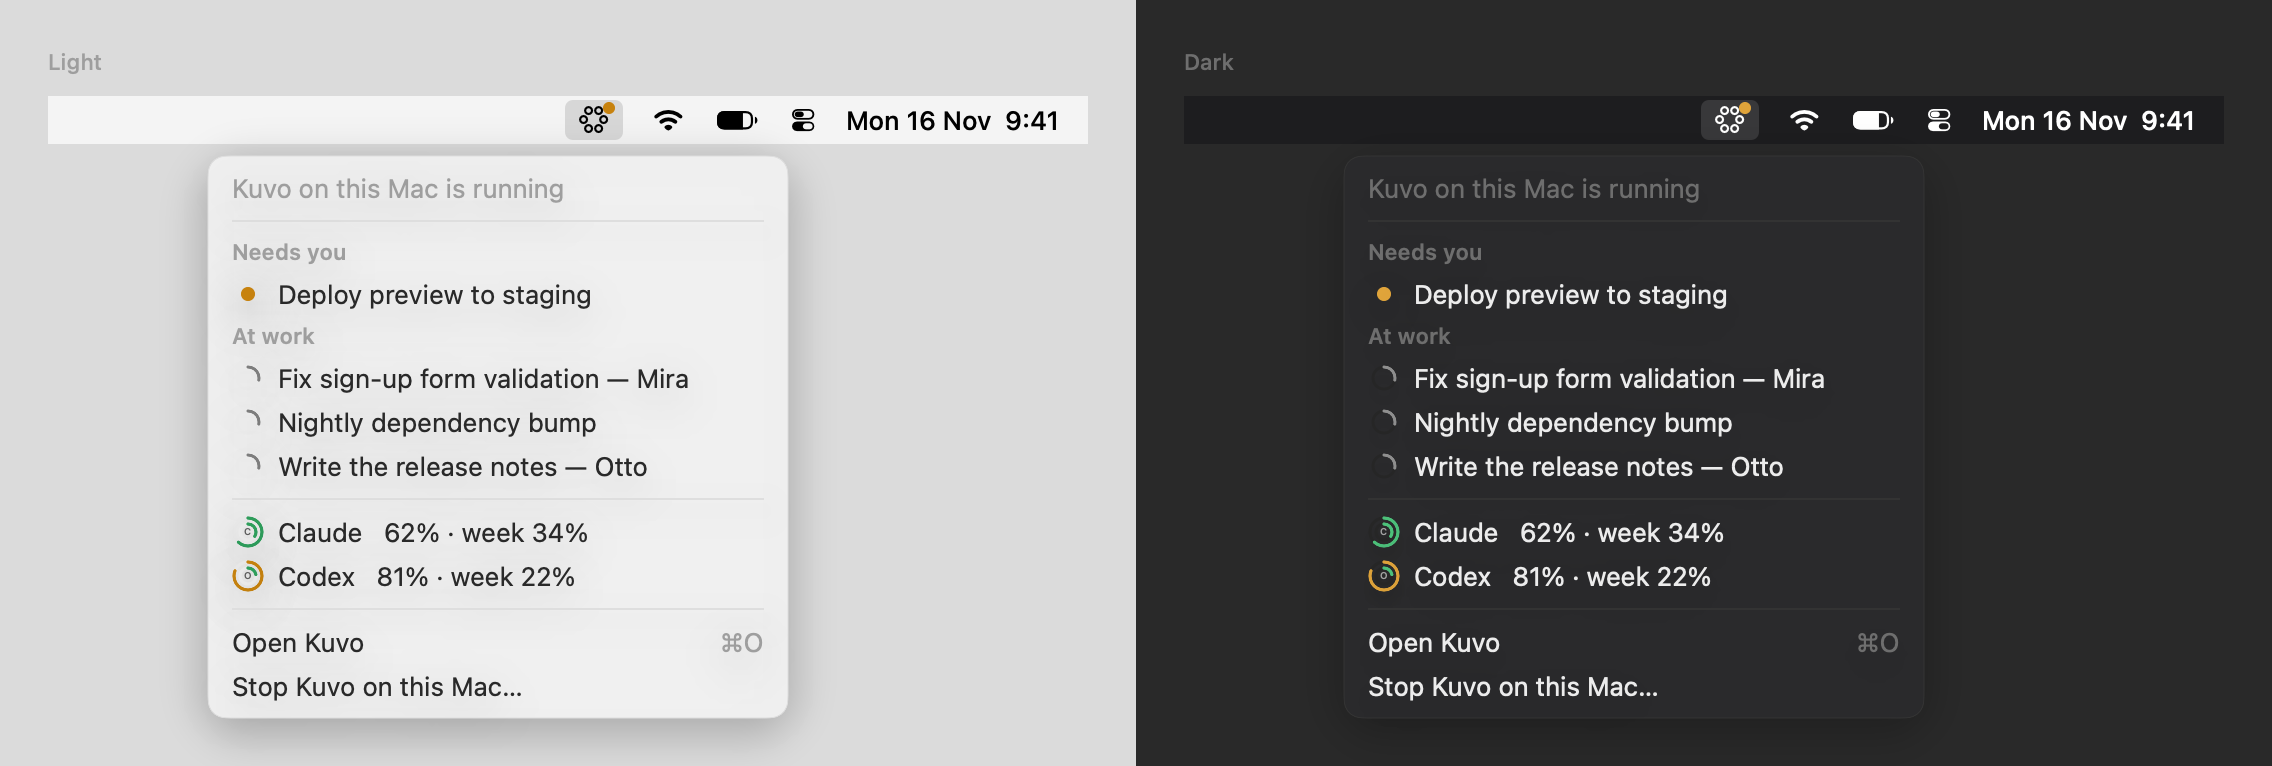 Light
Mon 16 Nov 9:41
Kuvo on this Mac is running
Needs you
Deploy preview to staging
At work
Fix sign-up form validation — Mira
Nightly dependency bump
Write the release notes — Otto
C Claude 62% · week 34%
O Codex 81% · week 22%
Open Kuvo ⌘O
Stop Kuvo on this Mac...
Dark
Mon 16 Nov 9:41
Kuvo on this Mac is running
Needs you
Deploy preview to staging
At work
Fix sign-up form validation — Mira
Nightly dependency bump
Write the release notes — Otto
C Claude 62% · week 34%
O Codex 81% · week 22%
Open Kuvo ⌘O
Stop Kuvo on this Mac...